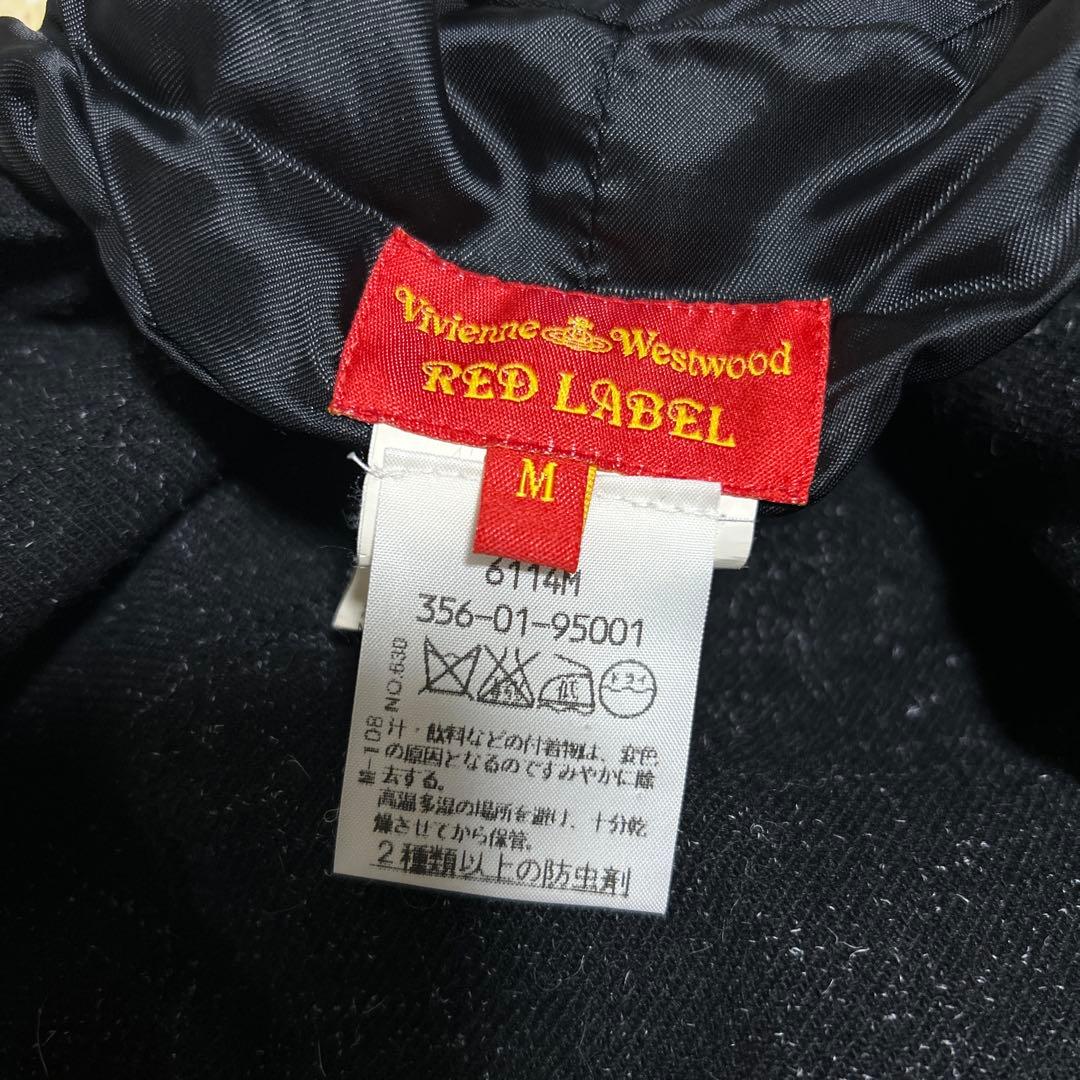 Vivienne Westwood
RED LABEL
M
6114M
356-01-95001
NO.630
汁・飲料などの付着物は、変色
の原因となるのですみやかに除
去する。
高温多湿の場所を避け、十分乾
燥させてから保管。
2種類以上の防虫剤